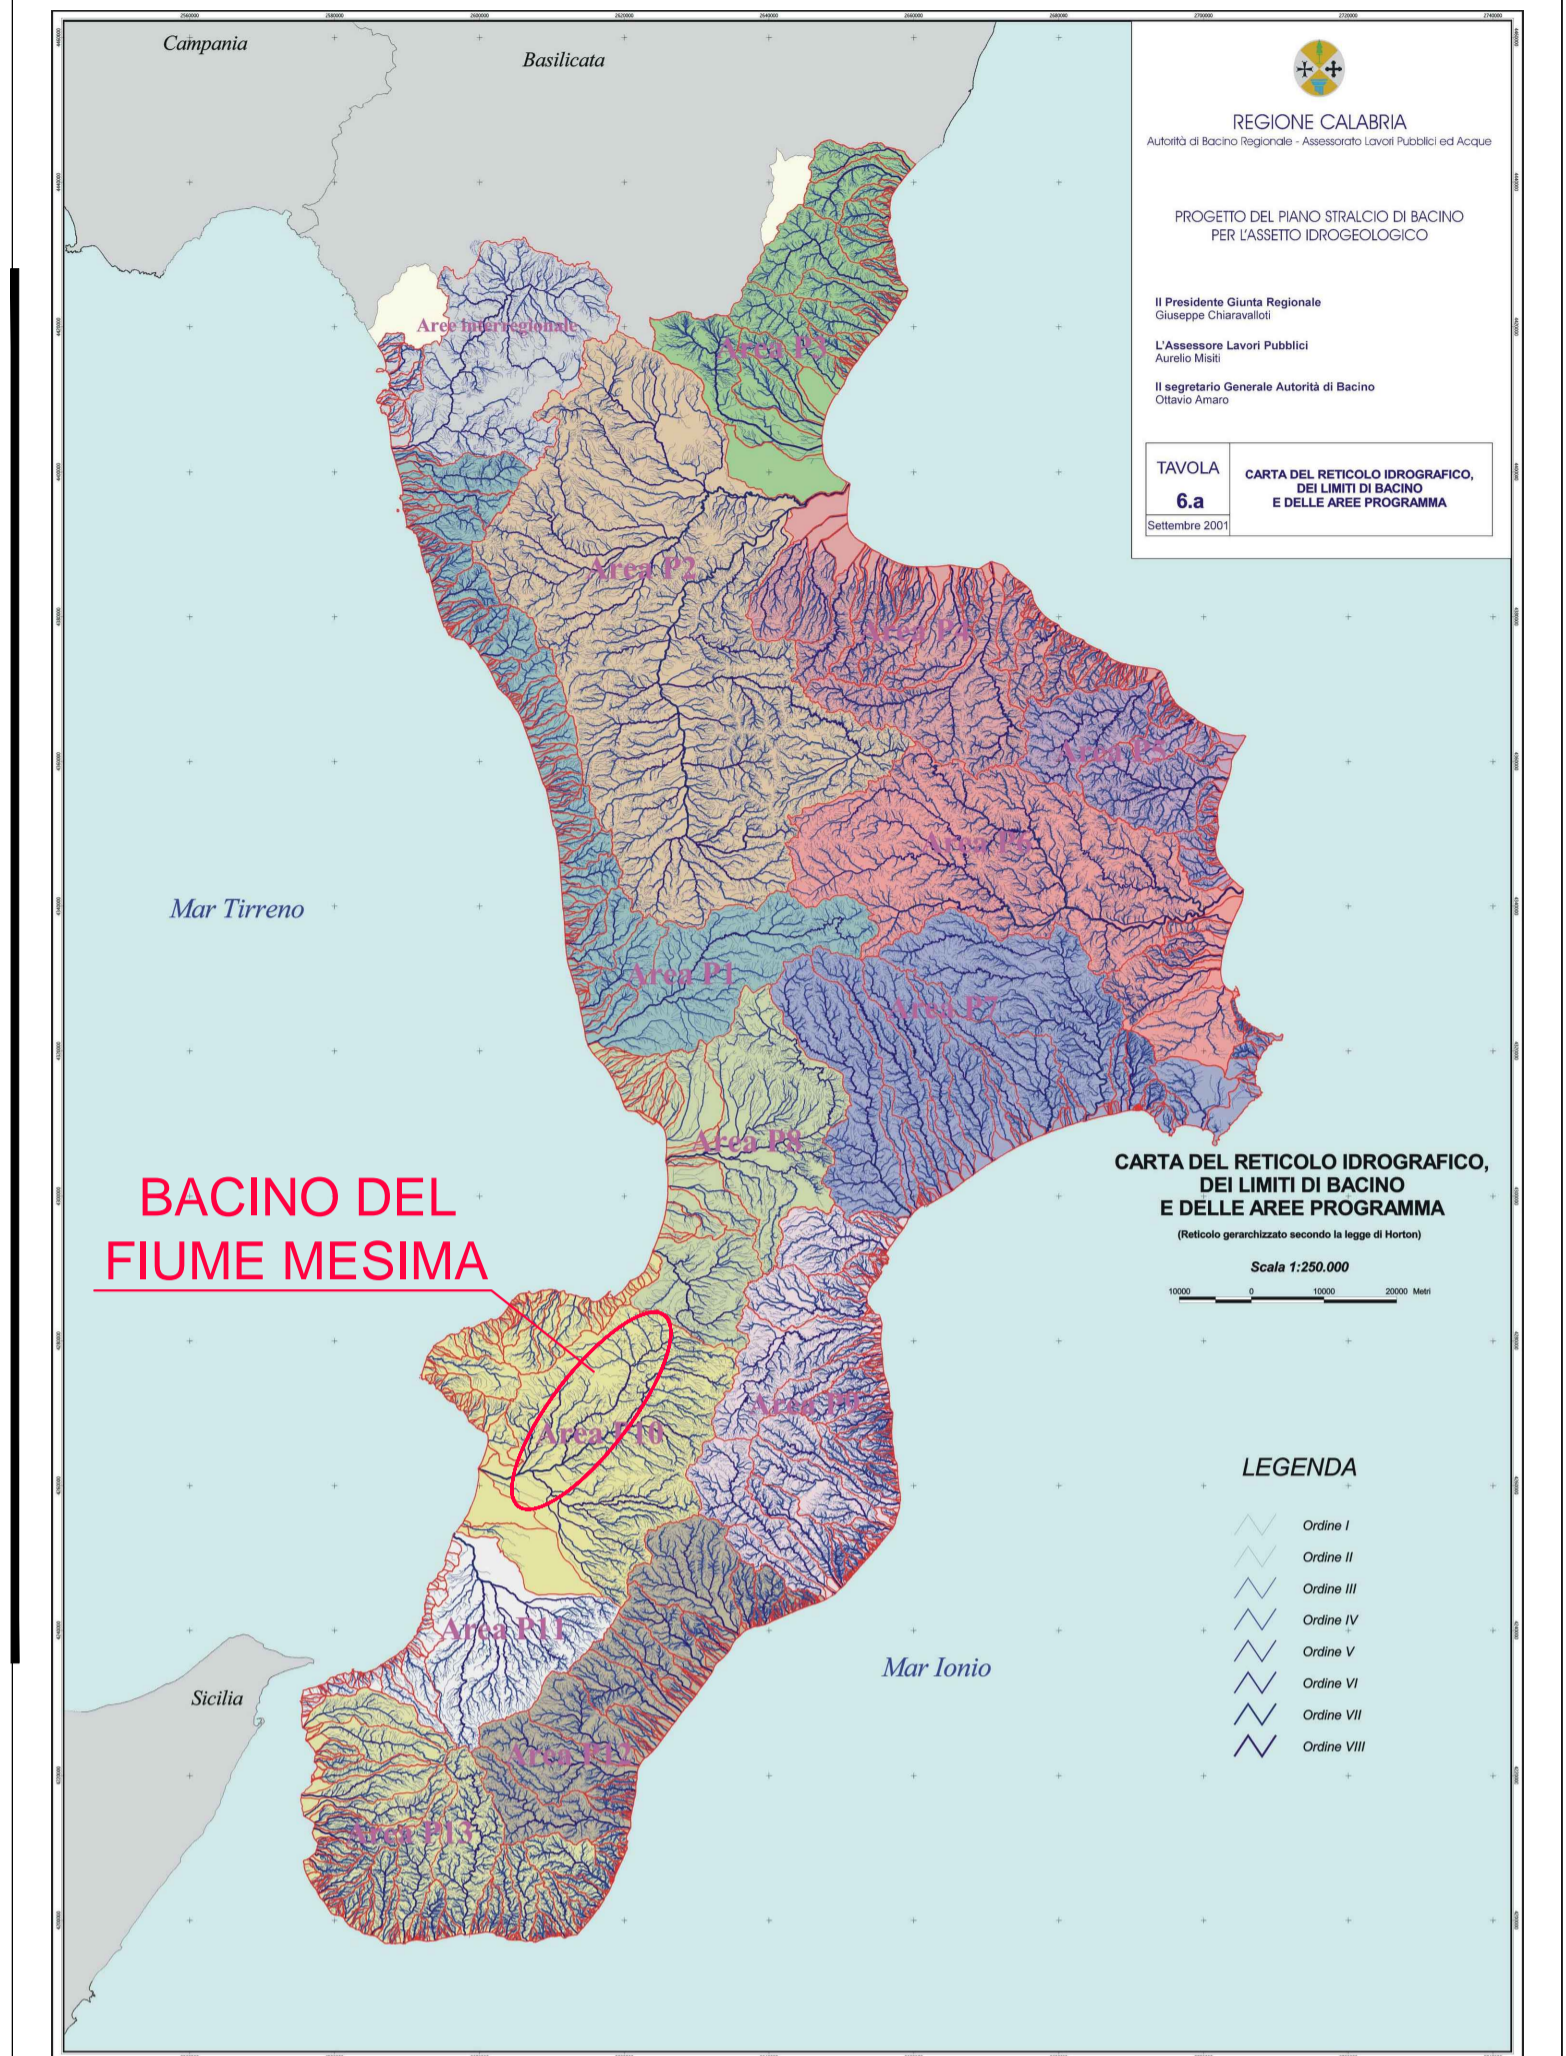 Campania
Basilicata
REGIONE CALABRIA
Autorità di Bacino Regionale - Assessorato Lavori Pubblici ed Acque
PROGETTO DEL PIANO STRALCIO DI BACINO
PER L'ASSETTO IDROGEOLOGICO
Il Presidente Giunta Regionale
Giuseppe Chiaravalloti
L'Assessore Lavori Pubblici
Aurelio Misiti
Il segretario Generale Autorità di Bacino
Ottavio Amaro
TAVOLA
6.a
Settembre 2001
CARTA DEL RETICOLO IDROGRAFICO,
DEI LIMITI DI BACINO
E DELLE AREE PROGRAMMA
Aree Interregionale
Area P3
Area P2
Area P4
Area P5
Area P6
Mar Tirreno
Area P1
Area P7
Area P8
CARTA DEL RETICOLO IDROGRAFICO,
DEI LIMITI DI BACINO
E DELLE AREE PROGRAMMA
(Reticolo gerarchizzato secondo la legge di Horton)
Scala 1:250.000
10000 0 10000 20000 Metri
BACINO DEL
FIUME MESIMA
Area P9
Area P10
Area P11
Mar Ionio
Sicilia
Area P12
Area P13
LEGENDA
Ordine I
Ordine II
Ordine III
Ordine IV
Ordine V
Ordine VI
Ordine VII
Ordine VIII